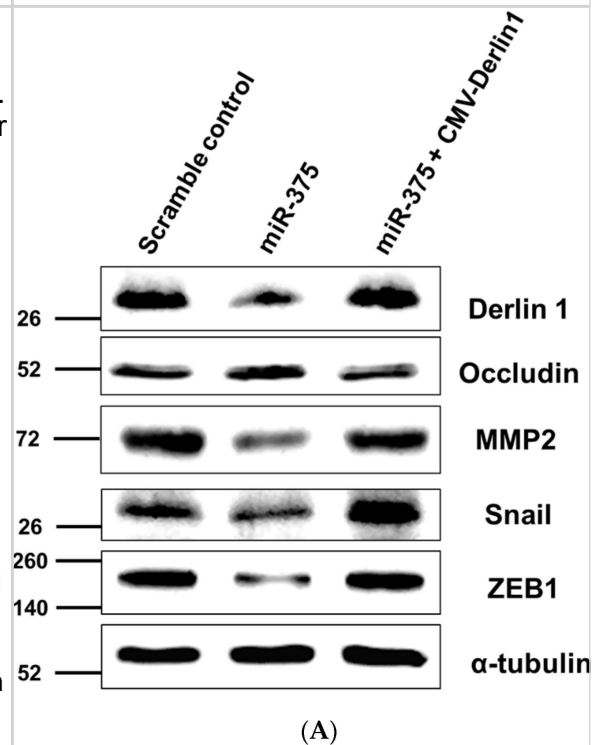 Scramble control
miR-375
miR-375 + CMV-Derlin1
r
26
Derlin 1
52
Occludin
72
MMP2
26
Snail
260
140
ZEB1
52
α-tubulin
(A)